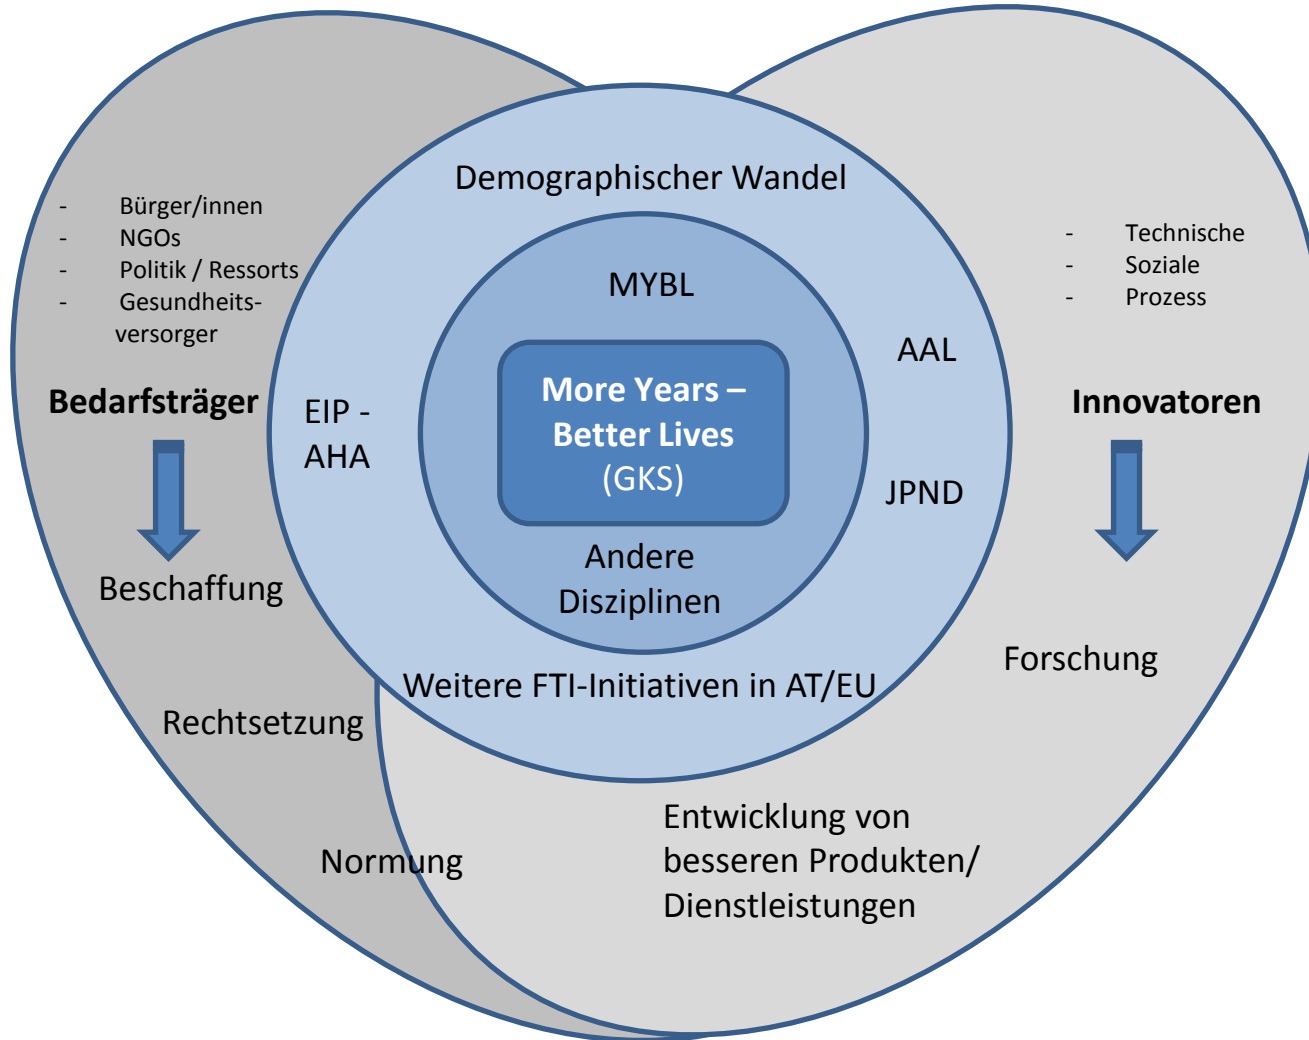 Demographischer Wandel
- Bürger/innen
- NGOs
- Politik / Ressorts
- Gesundheits-
versorger
Bedarfsträger
Beschaffung
Rechtsetzung
Normung
EIP -
AHA
MYBL
More Years –
Better Lives
(GKS)
Andere
Disziplinen
AAL
JPND
Weitere FTI-Initiativen in AT/EU
- Technische
- Soziale
- Prozess
Innovatoren
Forschung
Entwicklung von
besseren Produkten/
Dienstleistungen